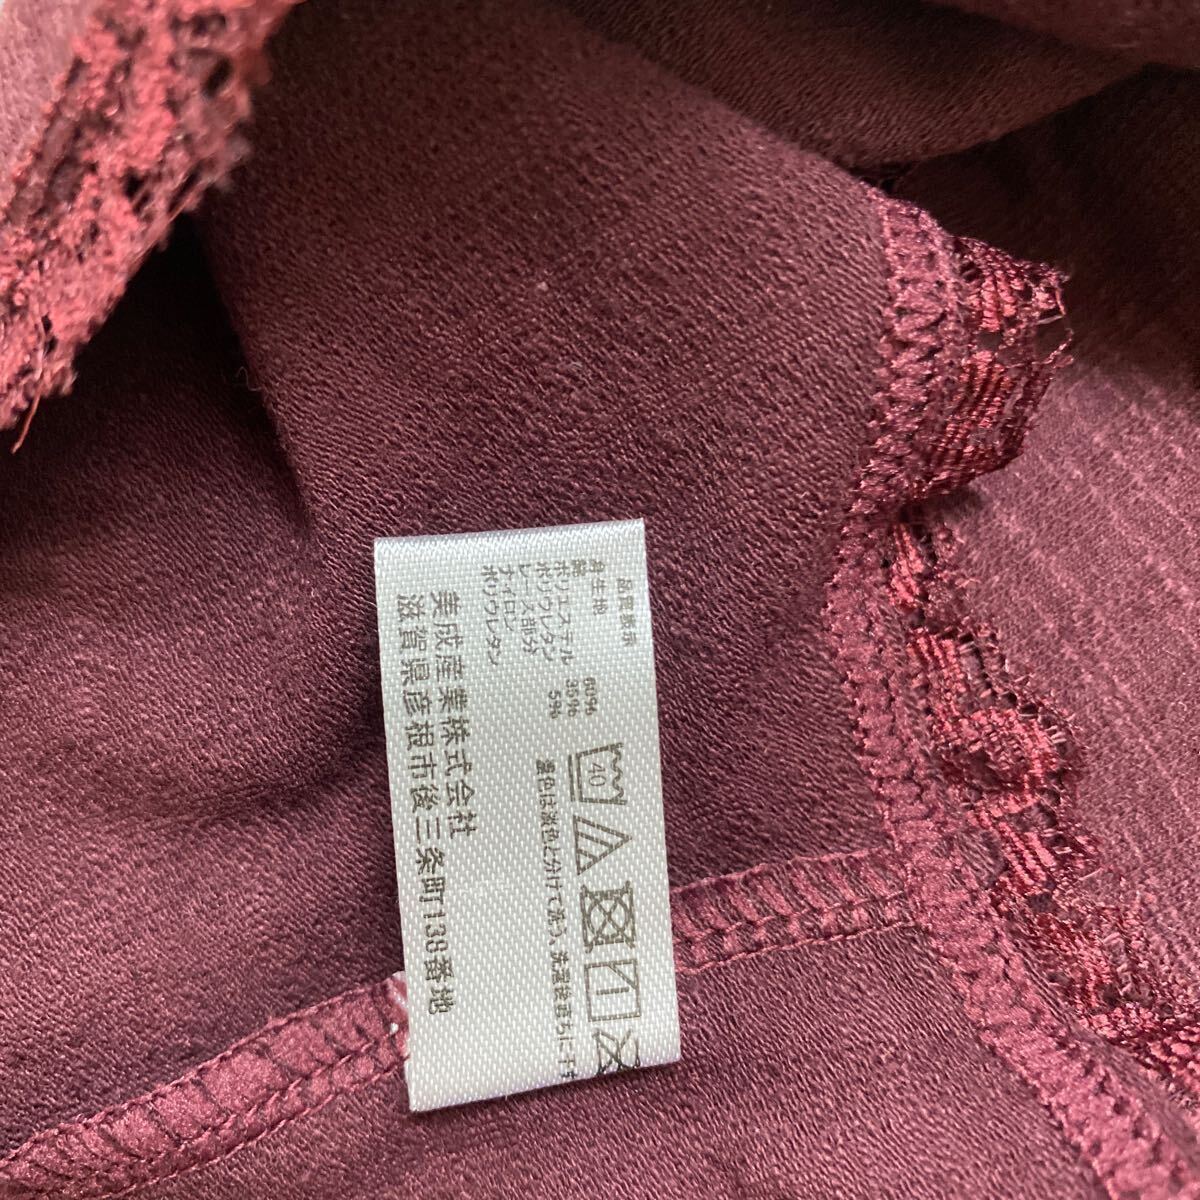 品質表示
身生地
綿 60%
ポリエステル 35%
ポリウレタン 5%
レース部分
ナイロン
ポリウレタン
40
濃色は淡色と分けて洗う、洗濯後直ちに干す
美成産業株式会社
滋賀県彦根市後三条町138番地